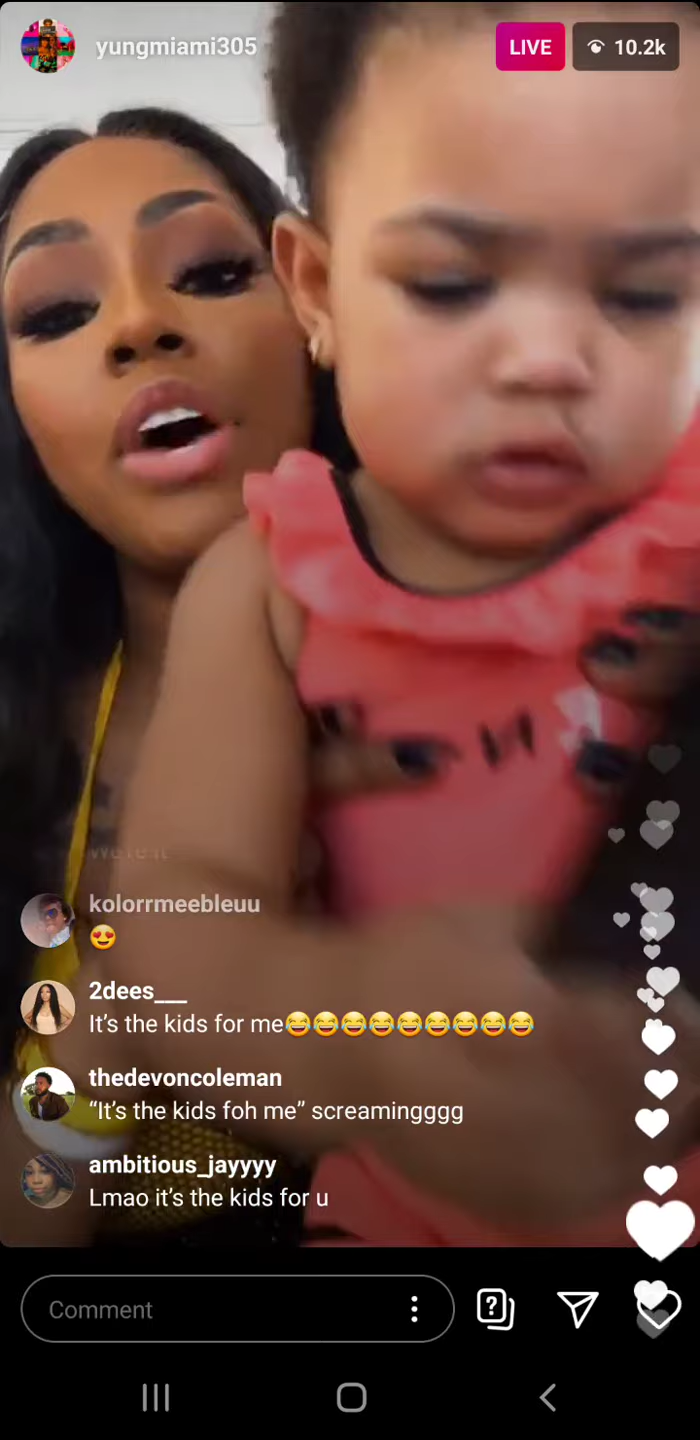 yungmiami305
LIVE
10.2k
kolorrmeebleuu
😍
2dees___
It's the kids for me😂😂😂😂😂😂😂😂😂
thedevoncoleman
“It's the kids foh me” screamingggg
ambitious_jayyyy
Lmao it's the kids for u
Comment